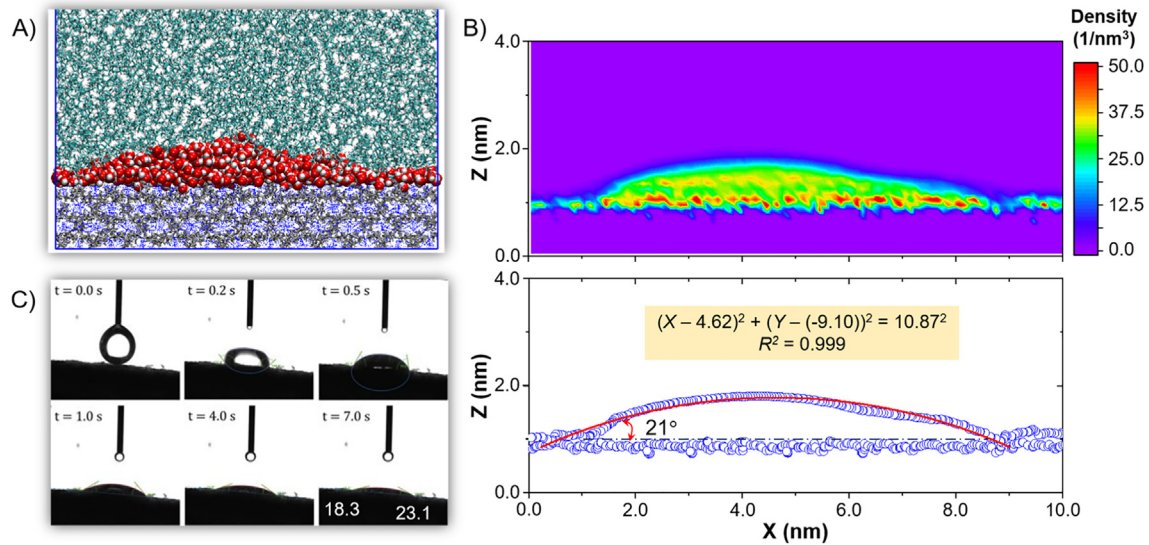 A)
B)
Density
(1/nm³)
50.0
37.5
25.0
12.5
0.0
4.0
2.0
0.0
Z (nm)
C)
t = 0.0 s
t = 0.2 s
t = 0.5 s
t = 1.0 s
t = 4.0 s
t = 7.0 s
18.3
23.1
4.0
2.0
0.0
Z (nm)
(X – 4.62)² + (Y – (-9.10))² = 10.87²
R² = 0.999
21°
0.0
2.0
4.0
6.0
8.0
10.0
X (nm)